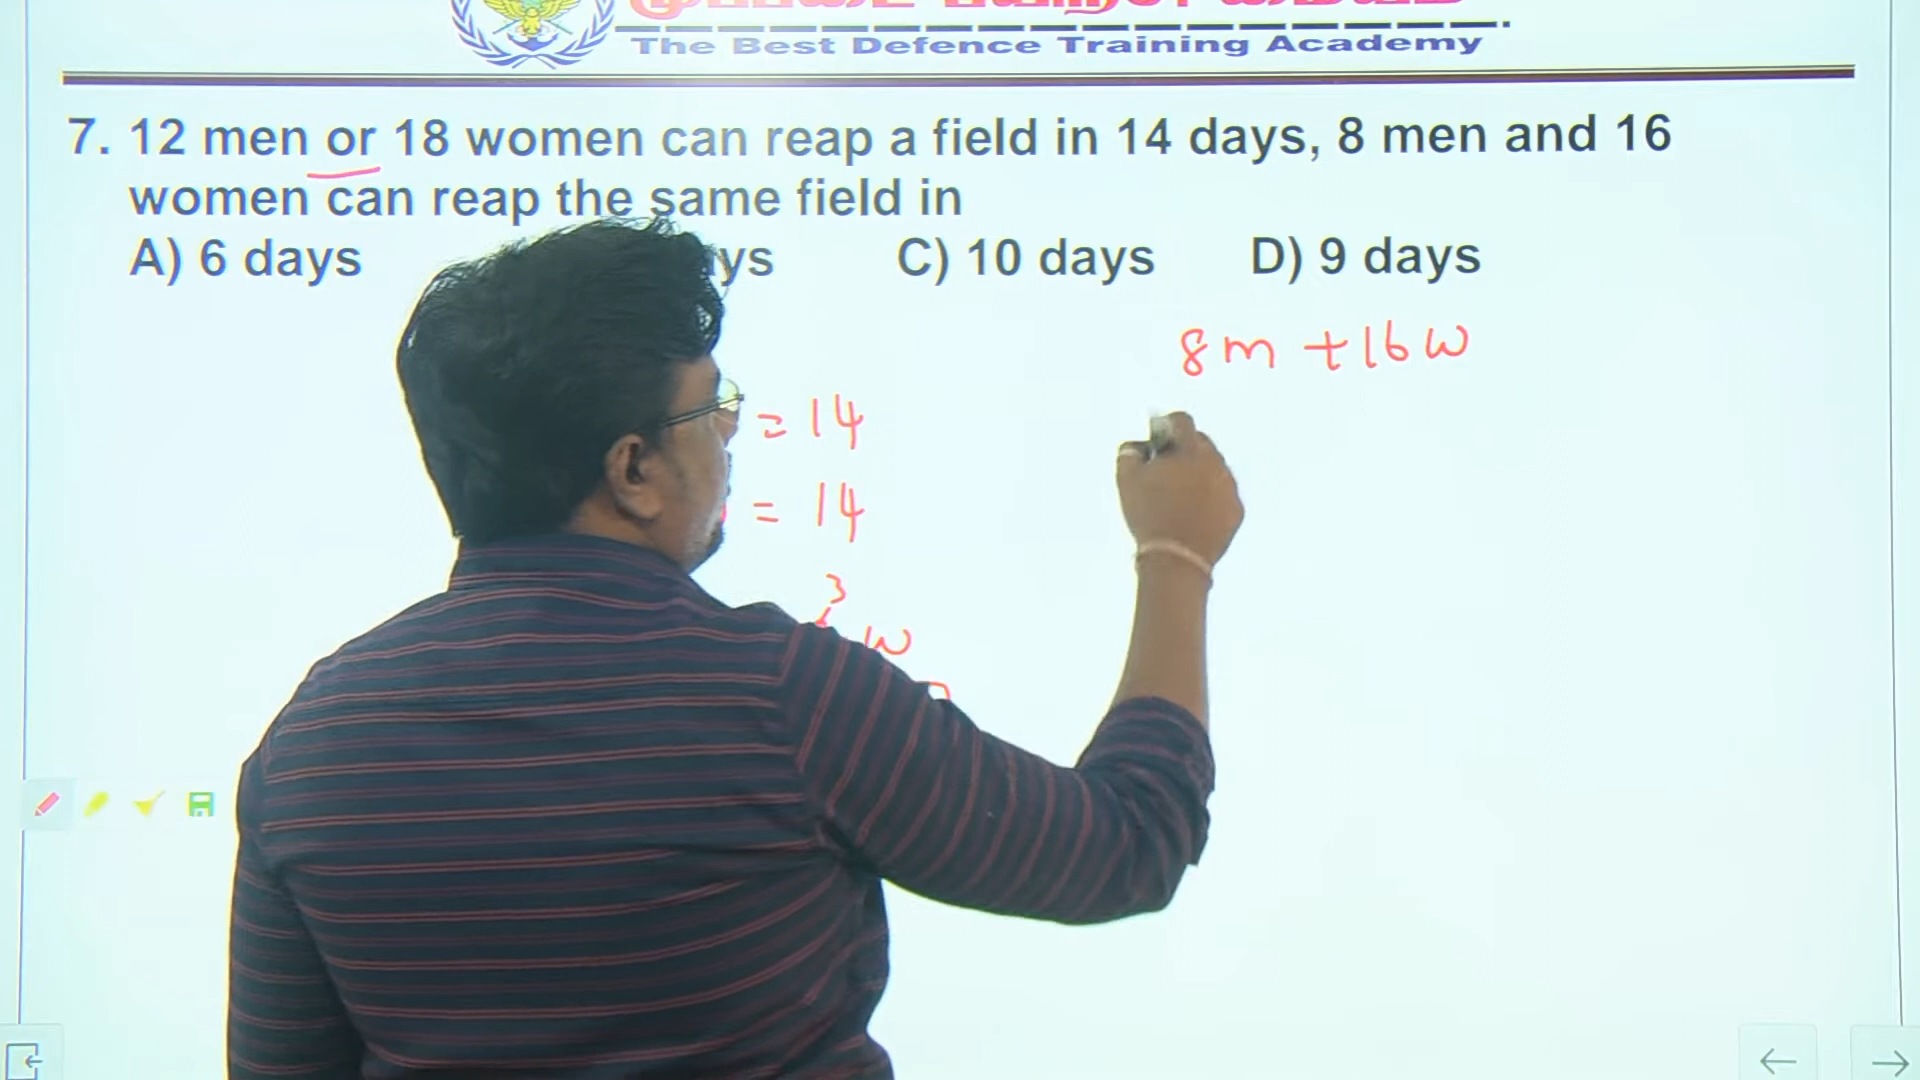 The Best Defence Training Academy
7. 12 men or 18 women can reap a field in 14 days, 8 men and 16
women can reap the same field in
A) 6 days C) 10 days D) 9 days
8m + 16w
= 14
= 14
3
w